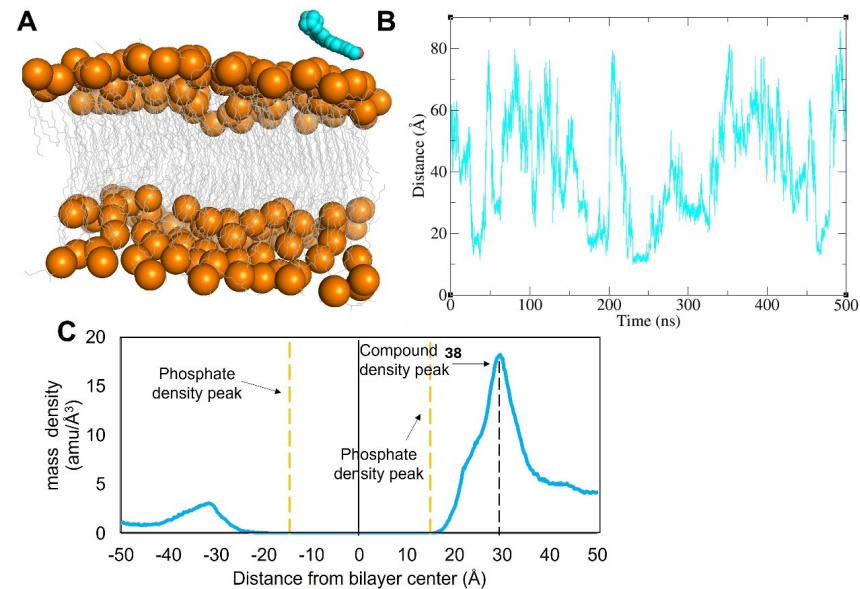 A
B
80
60
40
20
0
Distance (Å)
0
100
200
300
400
500
Time (ns)
C
20
15
10
5
0
mass density
(amu/Å³)
Phosphate
density peak
Compound 38
density peak
Phosphate
density peak
-50
-40
-30
-20
-10
0
10
20
30
40
50
Distance from bilayer center (Å)